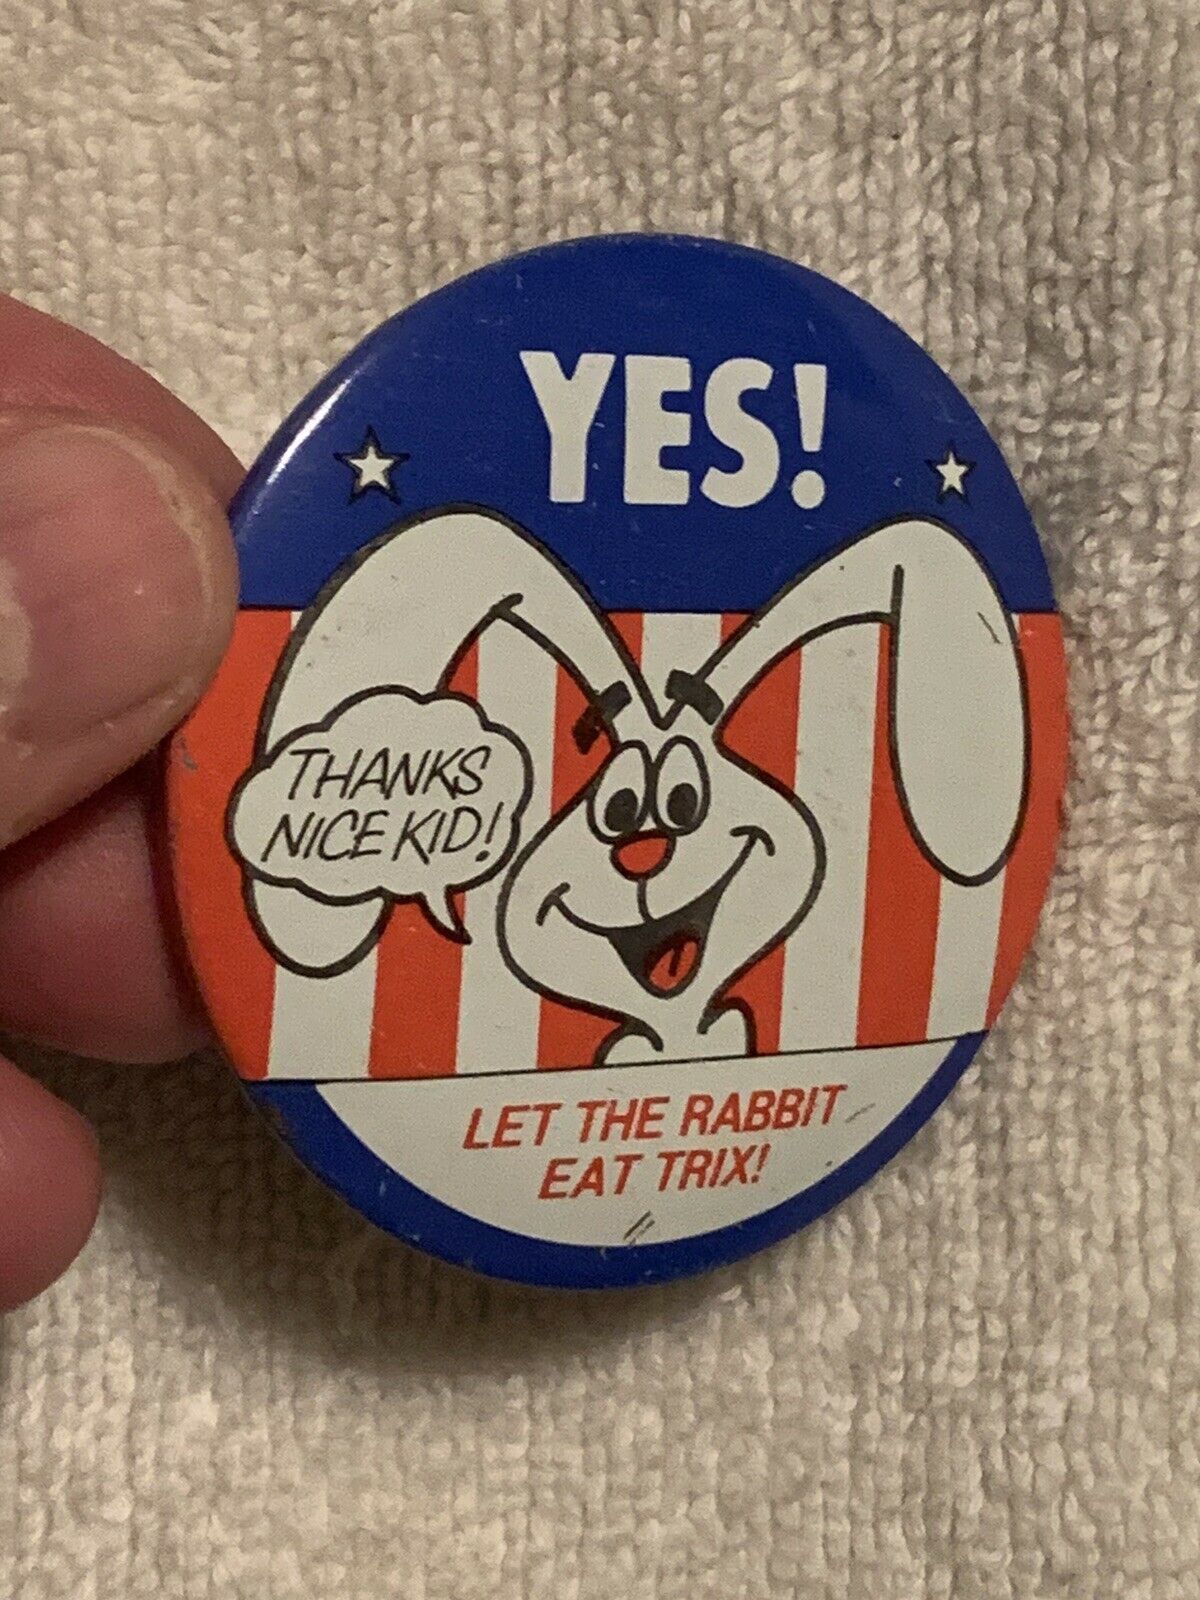 YES!
THANKS
NICE KID!
LET THE RABBIT
EAT TRIX!